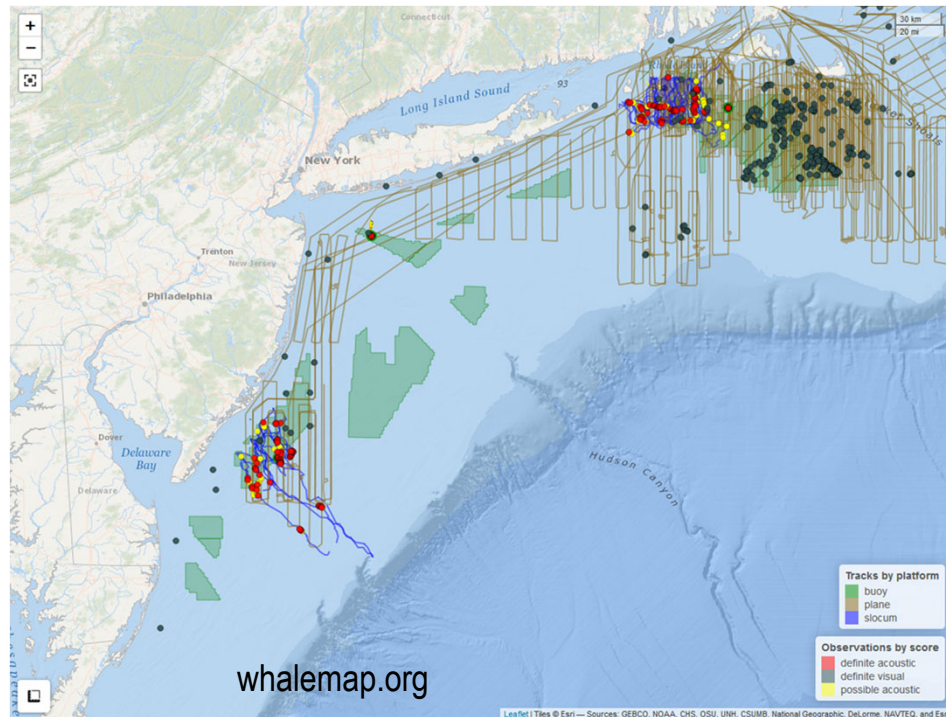 +
−
Connecticut
30 km
20 mi
Rhode Island
Long Island Sound
93
New York
Trenton
New Jersey
Philadelphia
Dover
Delaware
Bay
Delaware
Hudson Canyon
Tracks by platform
buoy
plane
slocum
Observations by score
definite acoustic
definite visual
possible acoustic
whalemap.org
Leaflet | Tiles © Esri — Sources: GEBCO, NOAA, CHS, OSU, UNH, CSUMB, National Geographic, DeLorme, NAVTEQ, and Esri